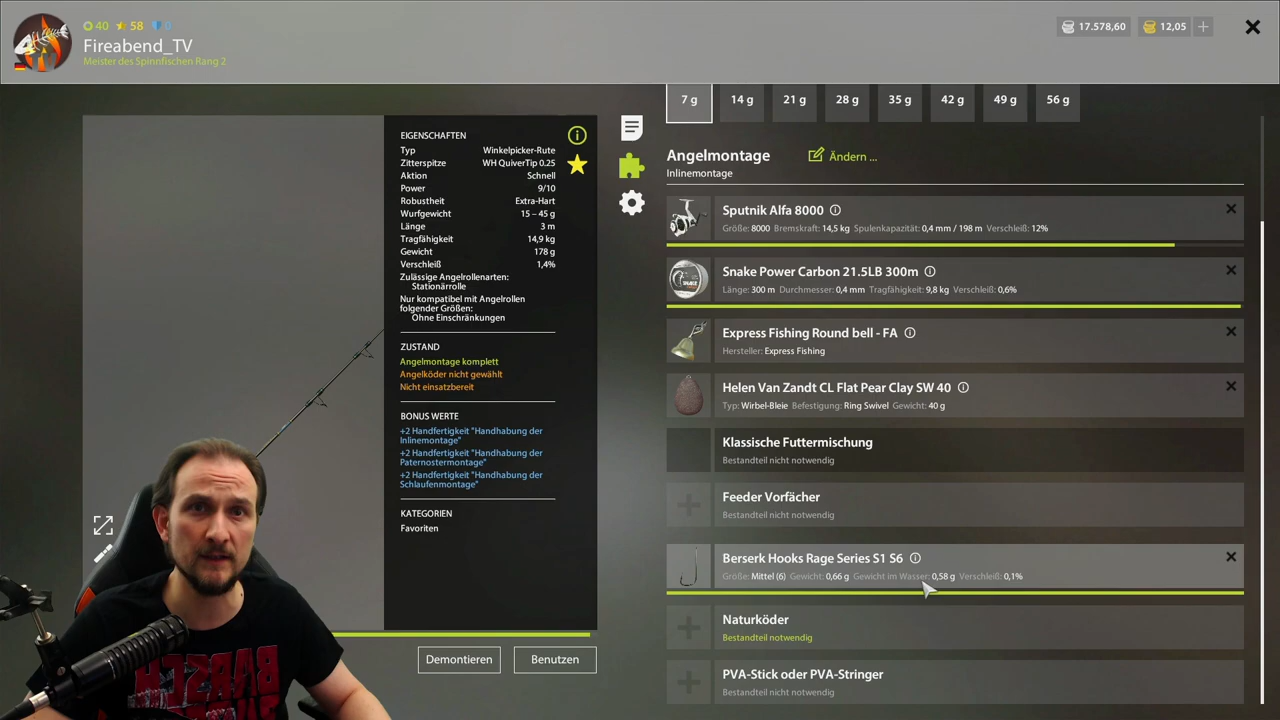 40 58 0
Fireabend_TV
Meister des Spinnfischen Rang 2
17.578,60 12,05 +
EIGENSCHAFTEN
Typ Winkelpicker-Rute
Zitterspitze WH QuiverTip 0.25
Aktion Schnell
Power 9/10
Robustheit Extra-Hart
Wurfgewicht 15 – 45 g
Länge 3 m
Tragfähigkeit 14,9 kg
Gewicht 178 g
Verschleiß 1,4%
Zulässige Angelrollenarten:
Stationärrolle
Nur kompatibel mit Angelrollen
folgender Größen:
Ohne Einschränkungen
ZUSTAND
Angelmontage komplett
Angelköder nicht gewählt
Nicht einsatzbereit
BONUS WERTE
+2 Handfertigkeit "Handhabung der
Inlinemontage"
+2 Handfertigkeit "Handhabung der
Paternostermontage"
+2 Handfertigkeit "Handhabung der
Schlaufenmontage"
KATEGORIEN
Favoriten
Demontieren Benutzen
7 g 14 g 21 g 28 g 35 g 42 g 49 g 56 g
Angelmontage Ändern ...
Inlinemontage
Sputnik Alfa 8000
Größe: 8000 Bremskraft: 14,5 kg Spulenkapazität: 0,4 mm / 198 m Verschleiß: 12%
Snake Power Carbon 21.5LB 300m
Länge: 300 m Durchmesser: 0,4 mm Tragfähigkeit: 9,8 kg Verschleiß: 0,6%
Express Fishing Round bell - FA
Hersteller: Express Fishing
Helen Van Zandt CL Flat Pear Clay SW 40
Typ: Wirbel-Bleie Befestigung: Ring Swivel Gewicht: 40 g
Klassische Futtermischung
Bestandteil nicht notwendig
Feeder Vorfächer
Bestandteil nicht notwendig
Berserk Hooks Rage Series S1 S6
Größe: Mittel (6) Gewicht: 0,66 g Gewicht im Wasser: 0,58 g Verschleiß: 0,1%
Naturköder
Bestandteil notwendig
PVA-Stick oder PVA-Stringer
Bestandteil nicht notwendig